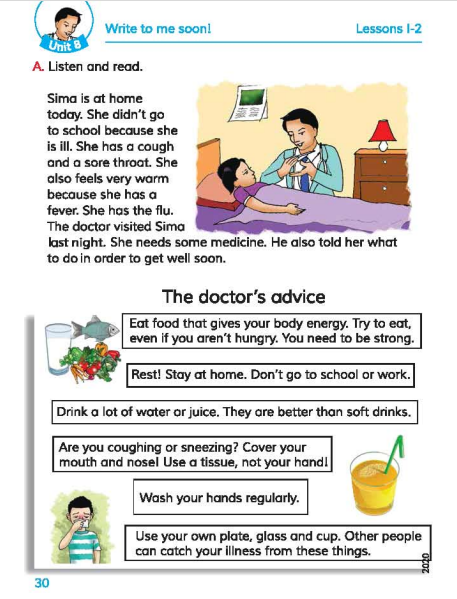 Unit 8
Write to me soon!
Lessons 1-2
A. Listen and read.
Sima is at home
today. She didn't go
to school because she
is ill. She has a cough
and a sore throat. She
also feels very warm
because she has a
fever. She has the flu.
The doctor visited Sima
last night. She needs some medicine. He also told her what
to do in order to get well soon.
The doctor's advice
Eat food that gives your body energy. Try to eat,
even if you aren't hungry. You need to be strong.
Rest! Stay at home. Don't go to school or work.
Drink a lot of water or juice. They are better than soft drinks.
Are you coughing or sneezing? Cover your
mouth and nose! Use a tissue, not your hand!
Wash your hands regularly.
Use your own plate, glass and cup. Other people
can catch your illness from these things.
2020
30